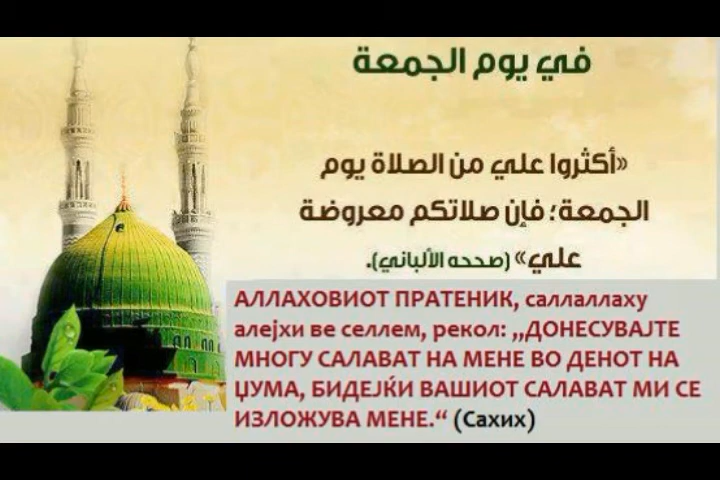 في يوم الجمعة
«أكثروا علي من الصلاة يوم
الجمعة؛ فإن صلاتكم معروضة
علي» (صححه الألباني).
АЛЛАХОВИОТ ПРАТЕНИК, саллаллаху
алејхи ве селлем, рекол: ,,ДОНЕСУВАЈТЕ
МНОГУ САЛАВАТ НА МЕНЕ ВО ДЕНОТ НА
ЏУМА, БИДЕЈЌИ ВАШИОТ САЛАВАТ МИ СЕ
ИЗЛОЖУВА МЕНЕ.“ (Сахих)